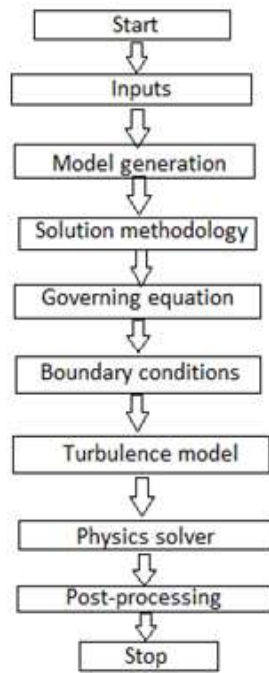 Start
Inputs
Model generation
Solution methodology
Governing equation
Boundary conditions
Turbulence model
Physics solver
Post-processing
Stop